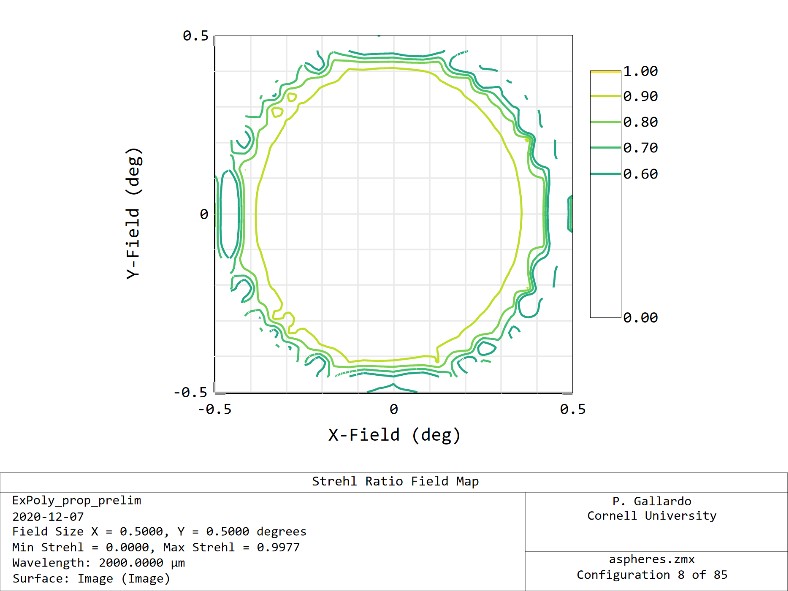 0.5
0
-0.5
Y-Field (deg)
-0.5
0
0.5
X-Field (deg)
1.00
0.90
0.80
0.70
0.60
0.00
Strehl Ratio Field Map
ExPoly_prop_prelim
2020-12-07
Field Size X = 0.5000, Y = 0.5000 degrees
Min Strehl = 0.0000, Max Strehl = 0.9977
Wavelength: 2000.0000 µm
Surface: Image (Image)
P. Gallardo
Cornell University
aspheres.zmx
Configuration 8 of 85